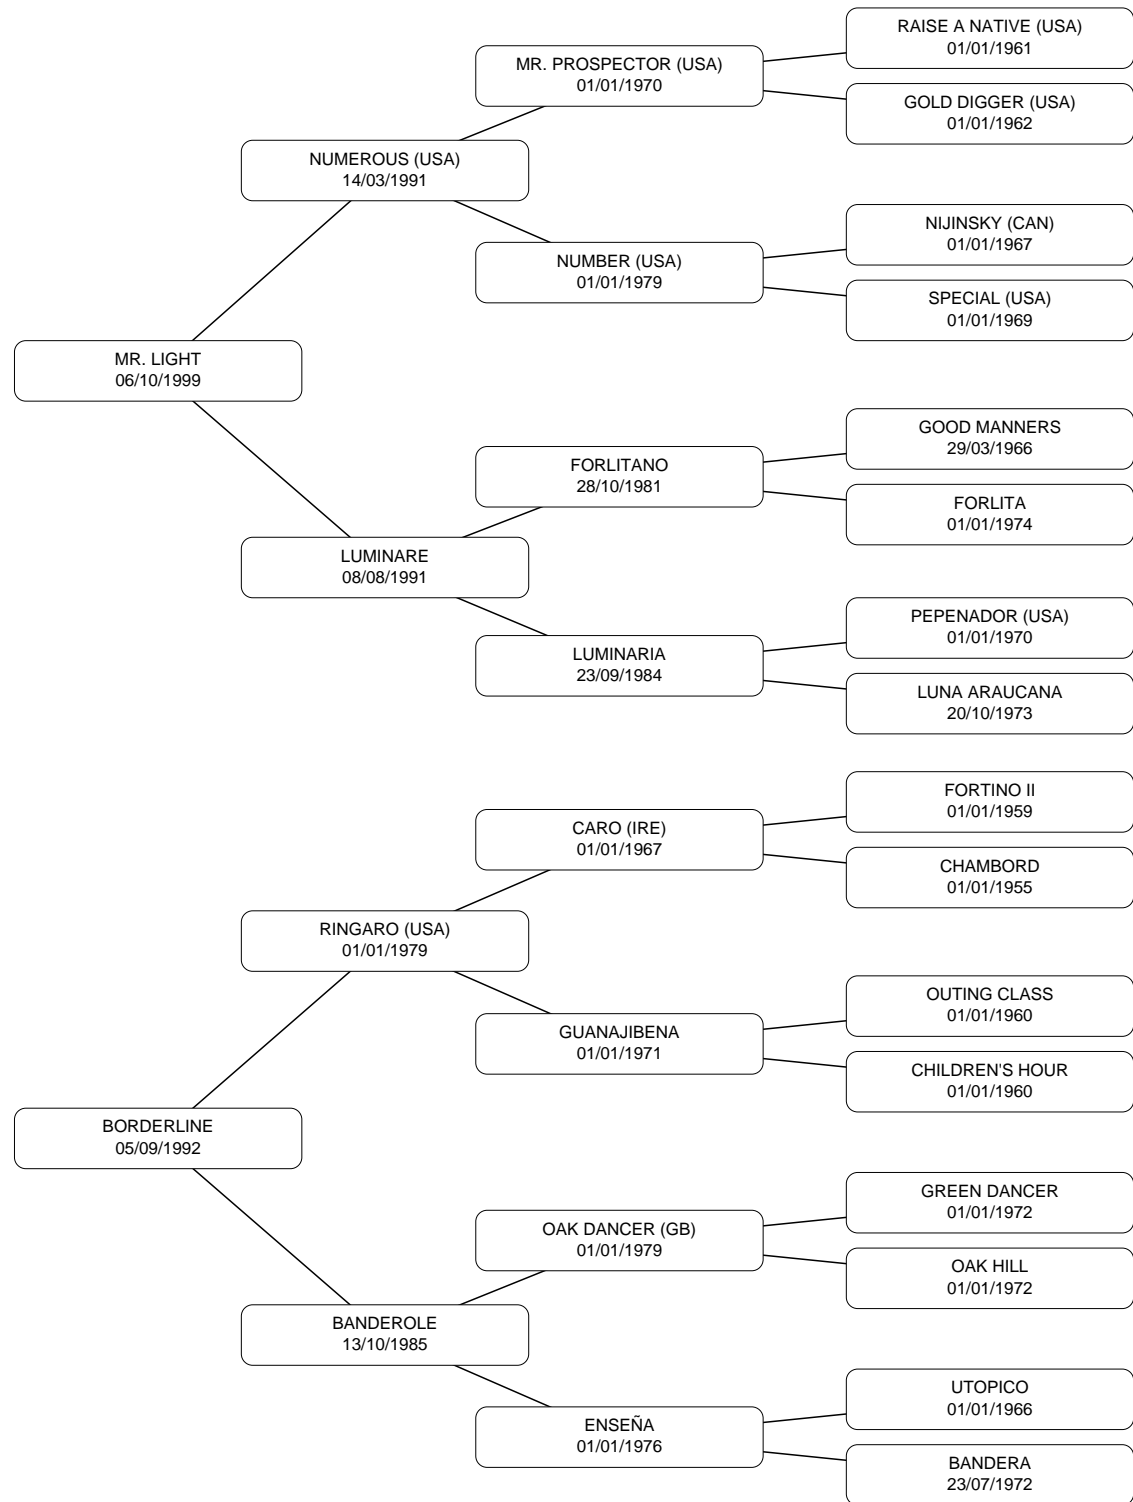 RAISE A NATIVE (USA)
01/01/1961
MR. PROSPECTOR (USA)
01/01/1970
GOLD DIGGER (USA)
01/01/1962
NUMEROUS (USA)
14/03/1991
NIJINSKY (CAN)
01/01/1967
NUMBER (USA)
01/01/1979
SPECIAL (USA)
01/01/1969
MR. LIGHT
06/10/1999
GOOD MANNERS
29/03/1966
FORLITANO
28/10/1981
FORLITA
01/01/1974
LUMINARE
08/08/1991
PEPENADOR (USA)
01/01/1970
LUMINARIA
23/09/1984
LUNA ARAUCANA
20/10/1973
FORTINO II
01/01/1959
CARO (IRE)
01/01/1967
CHAMBORD
01/01/1955
RINGARO (USA)
01/01/1979
OUTING CLASS
01/01/1960
GUANAJIBENA
01/01/1971
CHILDREN'S HOUR
01/01/1960
BORDERLINE
05/09/1992
GREEN DANCER
01/01/1972
OAK DANCER (GB)
01/01/1979
OAK HILL
01/01/1972
BANDEROLE
13/10/1985
UTOPICO
01/01/1966
ENSEÑA
01/01/1976
BANDERA
23/07/1972